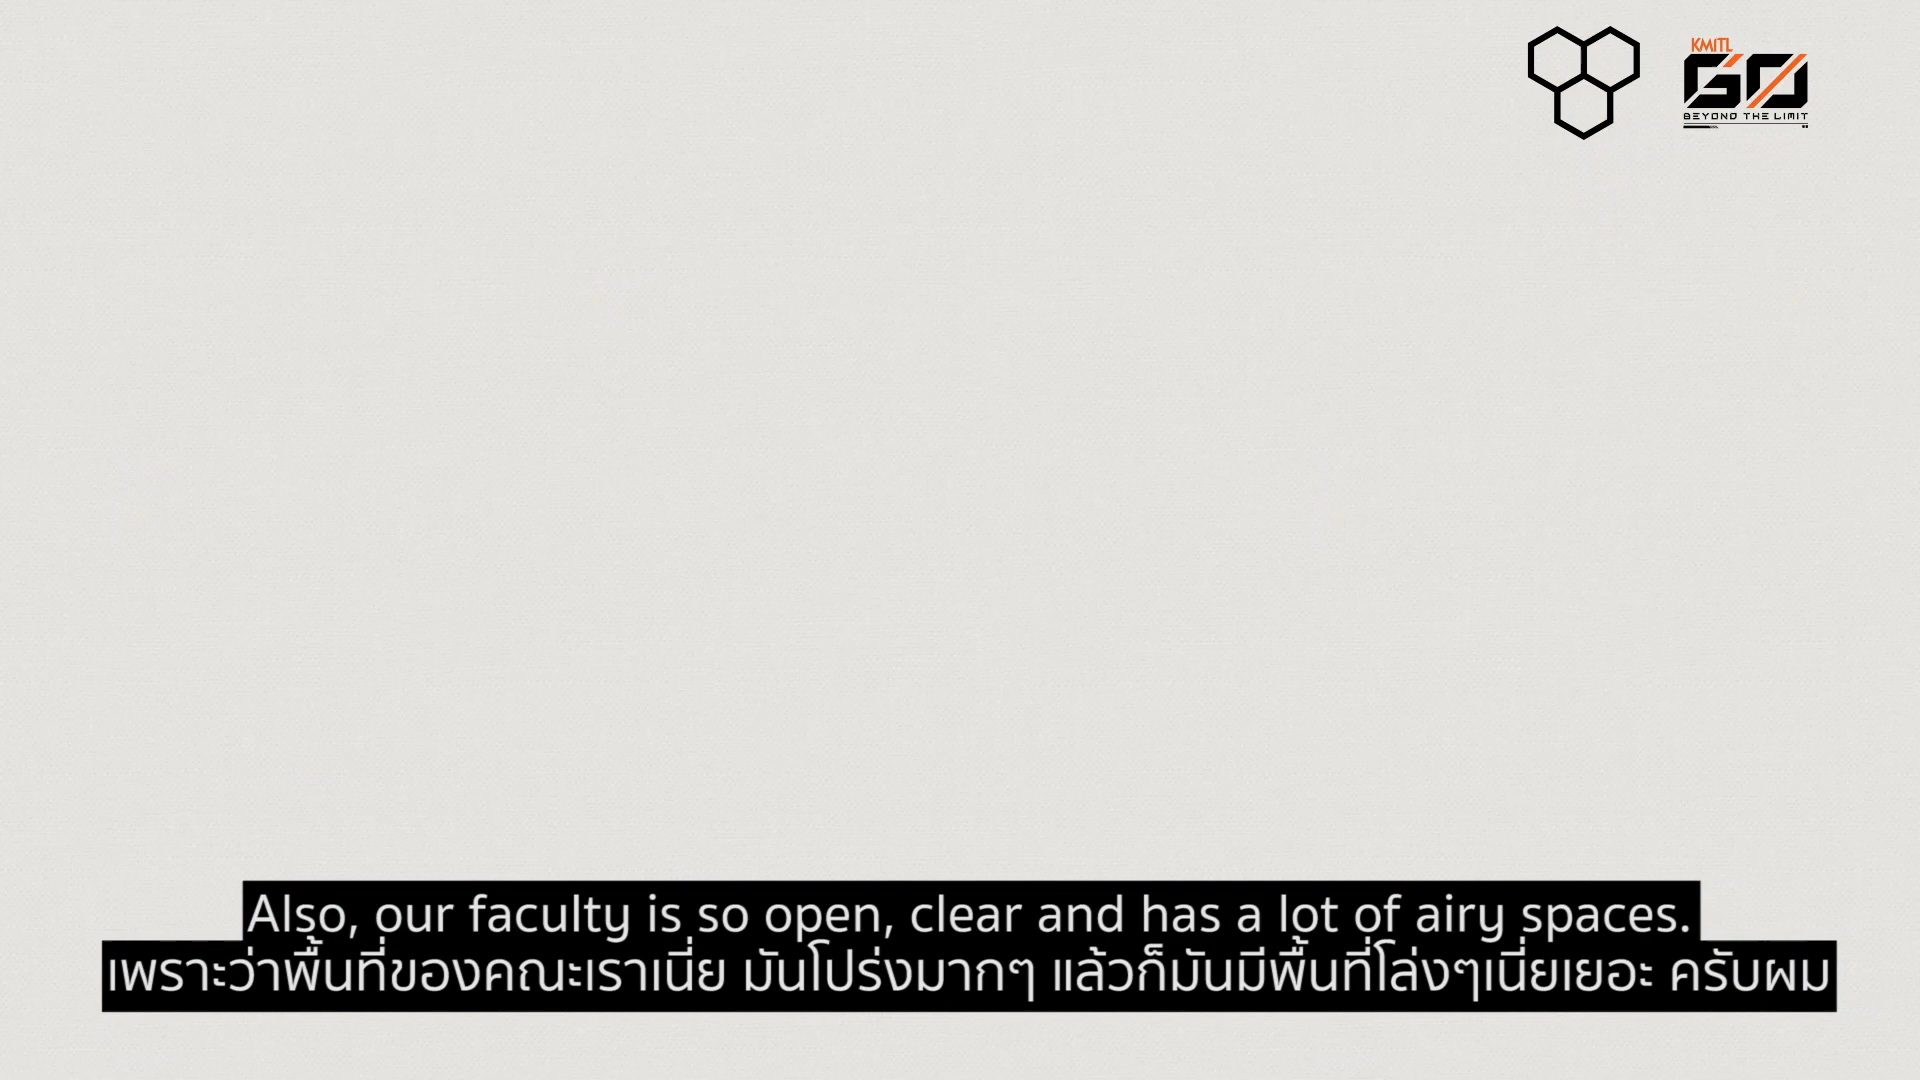 KMITL
GO
BEYOND THE LIMIT
Also, our faculty is so open, clear and has a lot of airy spaces.
เพราะว่าพื้นที่ของคณะเราเนี่ย มันโปร่งมากๆ แล้วก็มันมีพื้นที่โล่งๆเนี่ยเยอะ ครับผม